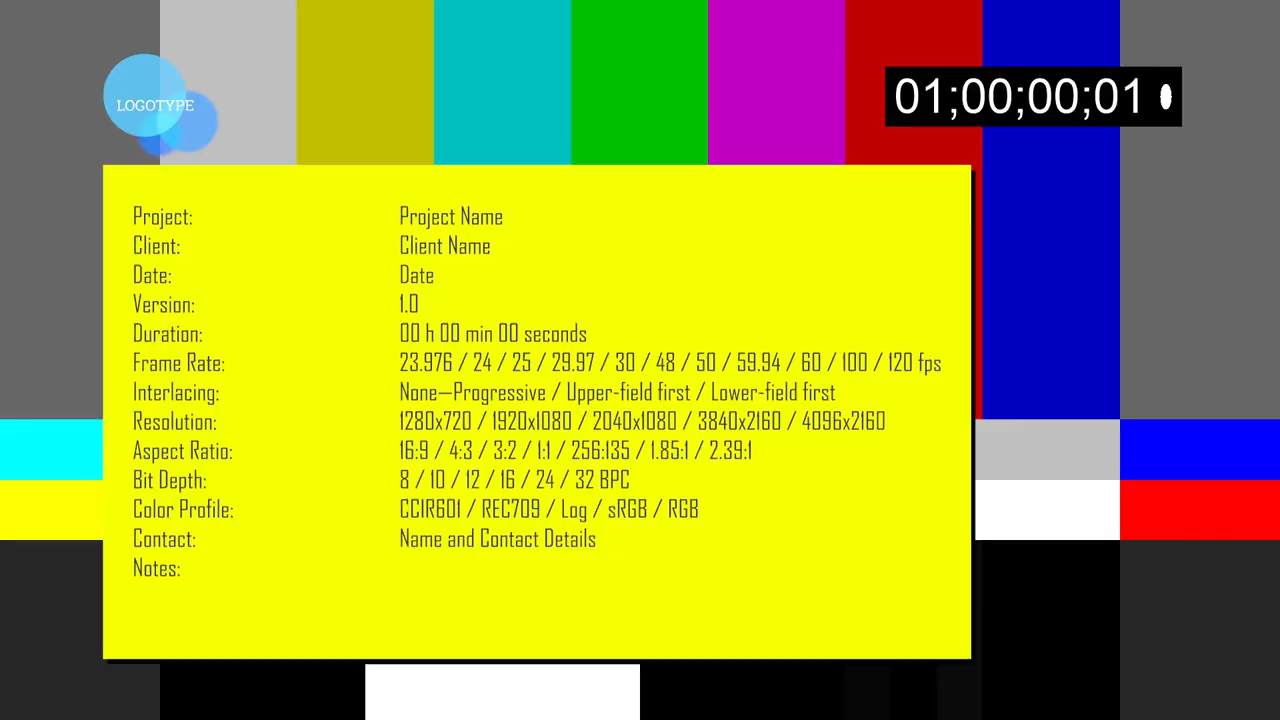 LOGOTYPE
01;00;00;01
Project: Project Name
Client: Client Name
Date: Date
Version: 1.0
Duration: 00 h 00 min 00 seconds
Frame Rate: 23.976 / 24 / 25 / 29.97 / 30 / 48 / 50 / 59.94 / 60 / 100 / 120 fps
Interlacing: None—Progressive / Upper-field first / Lower-field first
Resolution: 1280x720 / 1920x1080 / 2040x1080 / 3840x2160 / 4096x2160
Aspect Ratio: 16:9 / 4:3 / 3:2 / 1:1 / 256:135 / 1.85:1 / 2.39:1
Bit Depth: 8 / 10 / 12 / 16 / 24 / 32 BPC
Color Profile: CCIR601 / REC709 / Log / sRGB / RGB
Contact: Name and Contact Details
Notes: